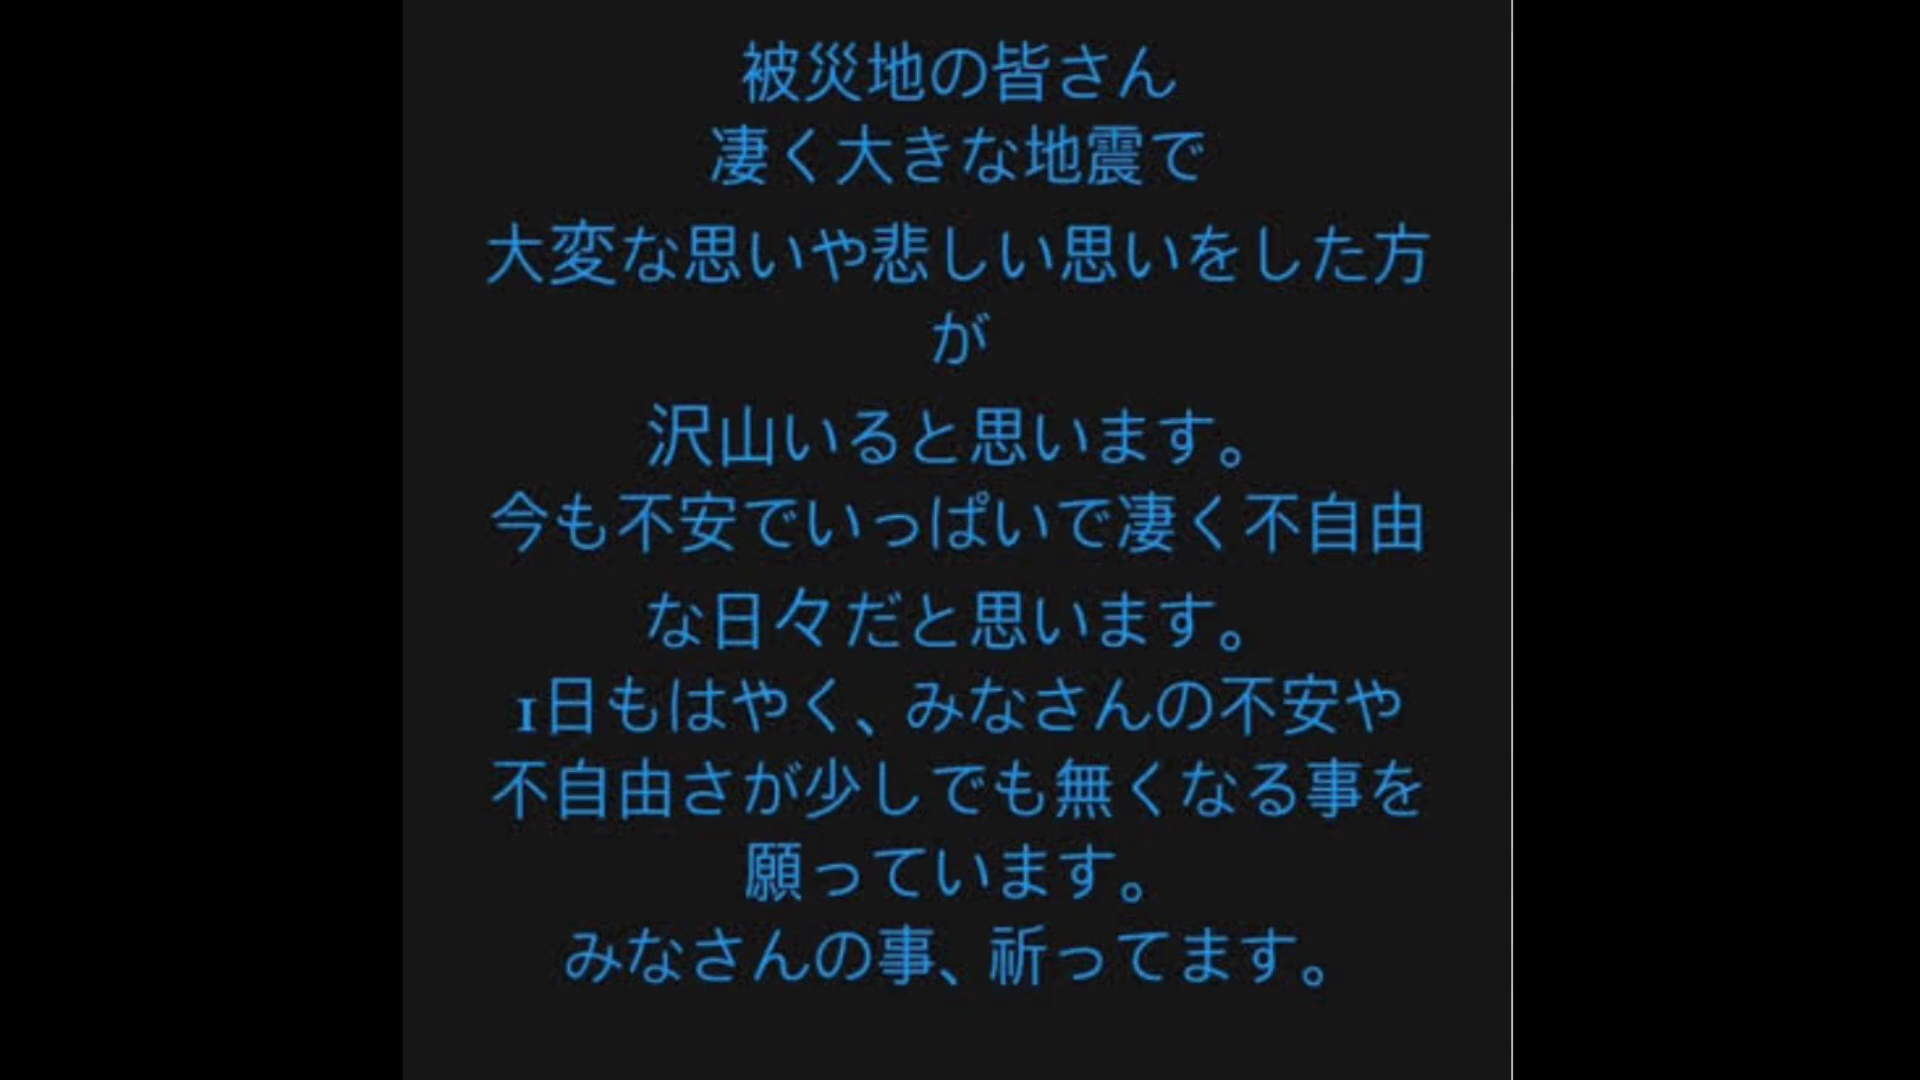 被災地の皆さん
凄く大きな地震で
大変な思いや悲しい思いをした方
が
沢山いると思います。
今も不安でいっぱいで凄く不自由
な日々だと思います。
1日もはやく、みなさんの不安や
不自由さが少しでも無くなる事を
願っています。
みなさんの事、祈ってます。